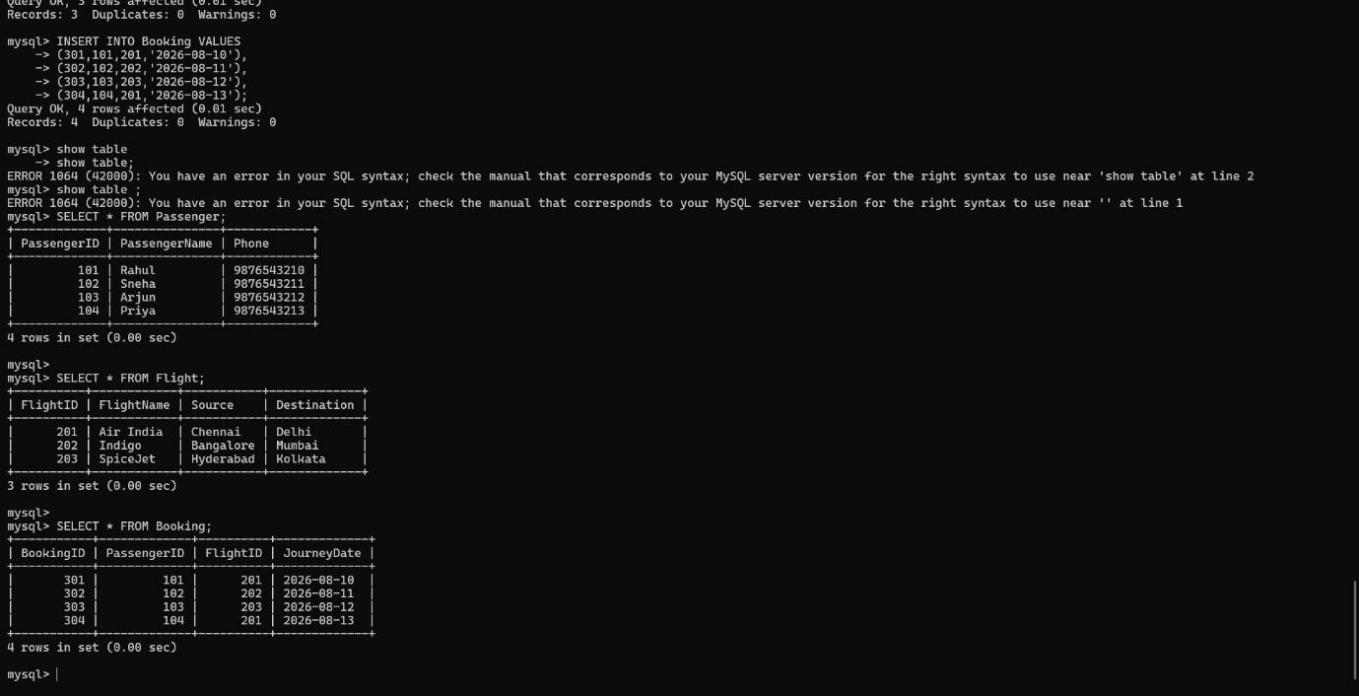 Query OK, 3 rows affected (0.01 sec)
Records: 3  Duplicates: 0  Warnings: 0

mysql> INSERT INTO Booking VALUES
    -> (301,101,201,'2026-08-10'),
    -> (302,102,202,'2026-08-11'),
    -> (303,103,203,'2026-08-12'),
    -> (304,104,201,'2026-08-13');
Query OK, 4 rows affected (0.01 sec)
Records: 4  Duplicates: 0  Warnings: 0

mysql> show table
    -> show table;
ERROR 1064 (42000): You have an error in your SQL syntax; check the manual that corresponds to your MySQL server version for the right syntax to use near 'show table' at line 2
mysql> show table ;
ERROR 1064 (42000): You have an error in your SQL syntax; check the manual that corresponds to your MySQL server version for the right syntax to use near '' at line 1
mysql> SELECT * FROM Passenger;
+-------------+---------------+------------+
| PassengerID | PassengerName | Phone      |
+-------------+---------------+------------+
|         101 | Rahul         | 9876543210 |
|         102 | Sneha         | 9876543211 |
|         103 | Arjun         | 9876543212 |
|         104 | Priya         | 9876543213 |
+-------------+---------------+------------+
4 rows in set (0.00 sec)

mysql>
mysql> SELECT * FROM Flight;
+----------+------------+-----------+-------------+
| FlightID | FlightName | Source    | Destination |
+----------+------------+-----------+-------------+
|      201 | Air India  | Chennai   | Delhi       |
|      202 | Indigo     | Bangalore | Mumbai      |
|      203 | SpiceJet   | Hyderabad | Kolkata     |
+----------+------------+-----------+-------------+
3 rows in set (0.00 sec)

mysql>
mysql> SELECT * FROM Booking;
+-----------+-------------+----------+-------------+
| BookingID | PassengerID | FlightID | JourneyDate |
+-----------+-------------+----------+-------------+
|       301 |         101 |      201 | 2026-08-10  |
|       302 |         102 |      202 | 2026-08-11  |
|       303 |         103 |      203 | 2026-08-12  |
|       304 |         104 |      201 | 2026-08-13  |
+-----------+-------------+----------+-------------+
4 rows in set (0.00 sec)

mysql>